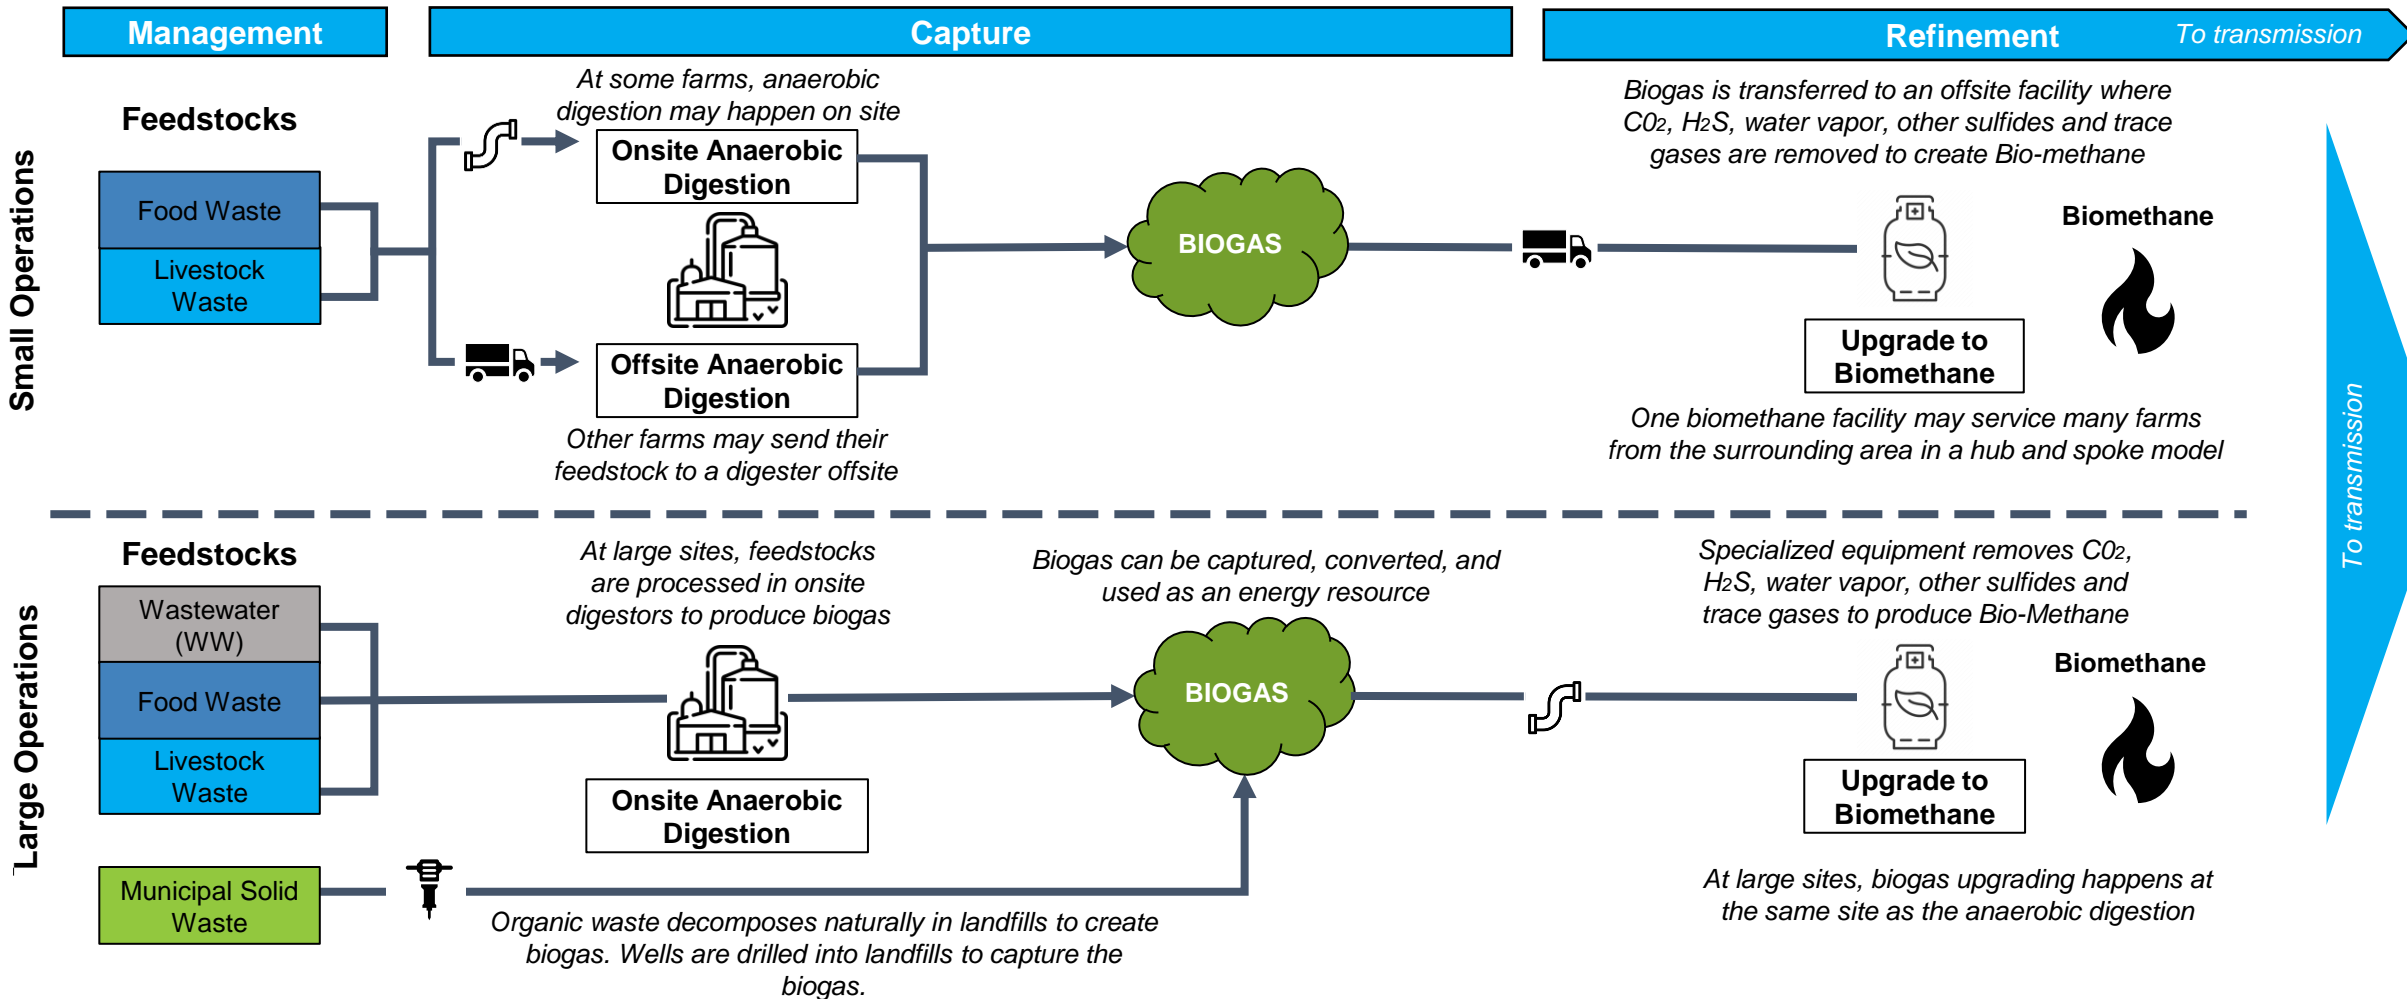 Management
Capture
Refinement
To transmission
Small Operations
Feedstocks
Food Waste
Livestock
Waste
At some farms, anaerobic
digestion may happen on site
Onsite Anaerobic
Digestion
Offsite Anaerobic
Digestion
Other farms may send their
feedstock to a digester offsite
BIOGAS
Biogas is transferred to an offsite facility where
C0₂, H₂S, water vapor, other sulfides and trace
gases are removed to create Bio-methane
Biomethane
Upgrade to
Biomethane
One biomethane facility may service many farms
from the surrounding area in a hub and spoke model
To transmission
Large Operations
Feedstocks
Wastewater
(WW)
Food Waste
Livestock
Waste
Municipal Solid
Waste
At large sites, feedstocks
are processed in onsite
digestors to produce biogas
Onsite Anaerobic
Digestion
Organic waste decomposes naturally in landfills to create
biogas. Wells are drilled into landfills to capture the
biogas.
Biogas can be captured, converted, and
used as an energy resource
BIOGAS
Specialized equipment removes C0₂,
H₂S, water vapor, other sulfides and
trace gases to produce Bio-Methane
Biomethane
Upgrade to
Biomethane
At large sites, biogas upgrading happens at
the same site as the anaerobic digestion